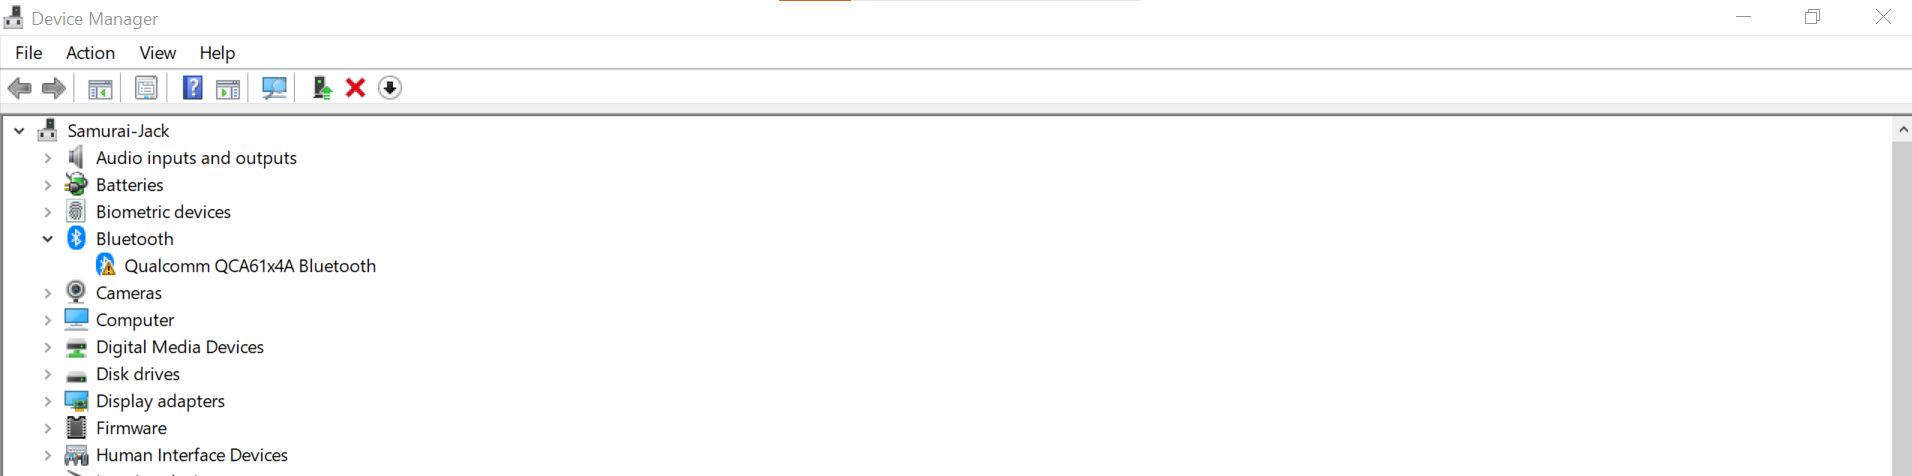 Device Manager
File Action View Help
Samurai-Jack
Audio inputs and outputs
Batteries
Biometric devices
Bluetooth
Qualcomm QCA61x4A Bluetooth
Cameras
Computer
Digital Media Devices
Disk drives
Display adapters
Firmware
Human Interface Devices